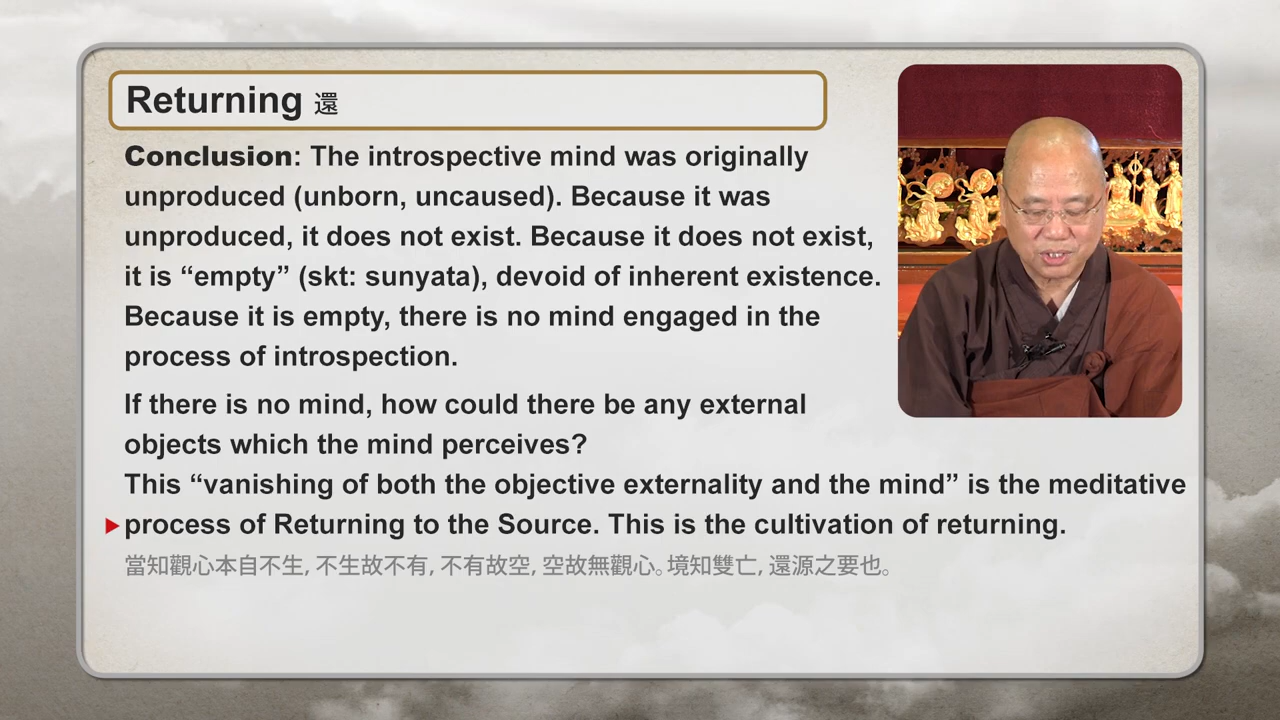 Returning 還
Conclusion: The introspective mind was originally
unproduced (unborn, uncaused). Because it was
unproduced, it does not exist. Because it does not exist,
it is “empty” (skt: sunyata), devoid of inherent existence.
Because it is empty, there is no mind engaged in the
process of introspection.
If there is no mind, how could there be any external
objects which the mind perceives?
This “vanishing of both the objective externality and the mind” is the meditative
process of Returning to the Source. This is the cultivation of returning.
當知觀心本自不生, 不生故不有, 不有故空, 空故無觀心。境知雙亡, 還源之要也。